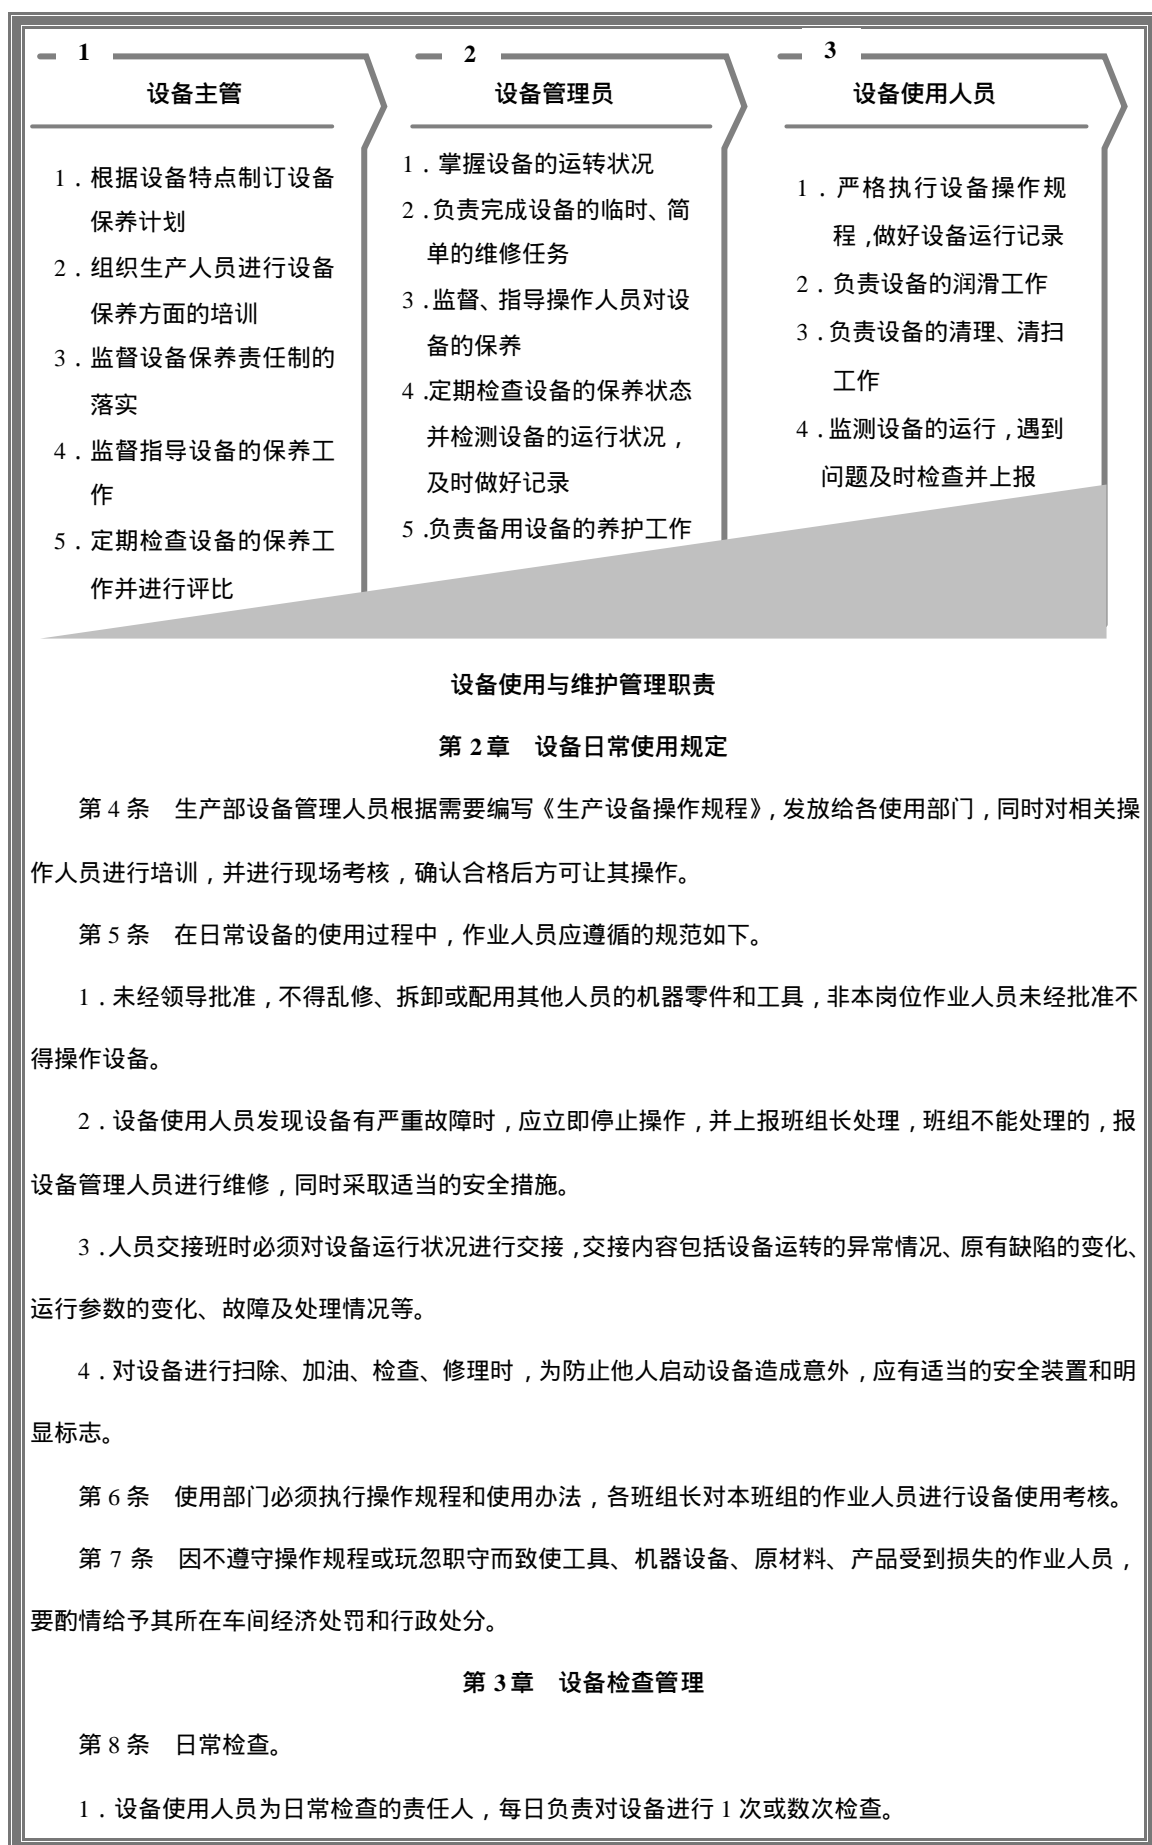 1
设备主管
1．根据设备特点制订设备
保养计划
2．组织生产人员进行设备
保养方面的培训
3．监督设备保养责任制的
落实
4．监督指导设备的保养工
作
5．定期检查设备的保养工
作并进行评比
2
设备管理员
1．掌握设备的运转状况
2．负责完成设备的临时、简
单的维修任务
3．监督、指导操作人员对设
备的保养
4．定期检查设备的保养状态
并检测设备的运行状况，
及时做好记录
5．负责备用设备的养护工作
3
设备使用人员
1．严格执行设备操作规
程，做好设备运行记录
2．负责设备的润滑工作
3．负责设备的清理、清扫
工作
4．监测设备的运行，遇到
问题及时检查并上报
设备使用与维护管理职责
第 2 章　设备日常使用规定
第 4 条　生产部设备管理人员根据需要编写《生产设备操作规程》，发放给各使用部门，同时对相关操
作人员进行培训，并进行现场考核，确认合格后方可让其操作。
第 5 条　在日常设备的使用过程中，作业人员应遵循的规范如下。
1．未经领导批准，不得乱修、拆卸或配用其他人员的机器零件和工具，非本岗位作业人员未经批准不
得操作设备。
2．设备使用人员发现设备有严重故障时，应立即停止操作，并上报班组长处理，班组不能处理的，报
设备管理人员进行维修，同时采取适当的安全措施。
3．人员交接班时必须对设备运行状况进行交接，交接内容包括设备运转的异常情况、原有缺陷的变化、
运行参数的变化、故障及处理情况等。
4．对设备进行扫除、加油、检查、修理时，为防止他人启动设备造成意外，应有适当的安全装置和明
显标志。
第 6 条　使用部门必须执行操作规程和使用办法，各班组长对本班组的作业人员进行设备使用考核。
第 7 条　因不遵守操作规程或玩忽职守而致使工具、机器设备、原材料、产品受到损失的作业人员，
要酌情给予其所在车间经济处罚和行政处分。
第 3 章　设备检查管理
第 8 条　日常检查。
1．设备使用人员为日常检查的责任人，每日负责对设备进行 1 次或数次检查。